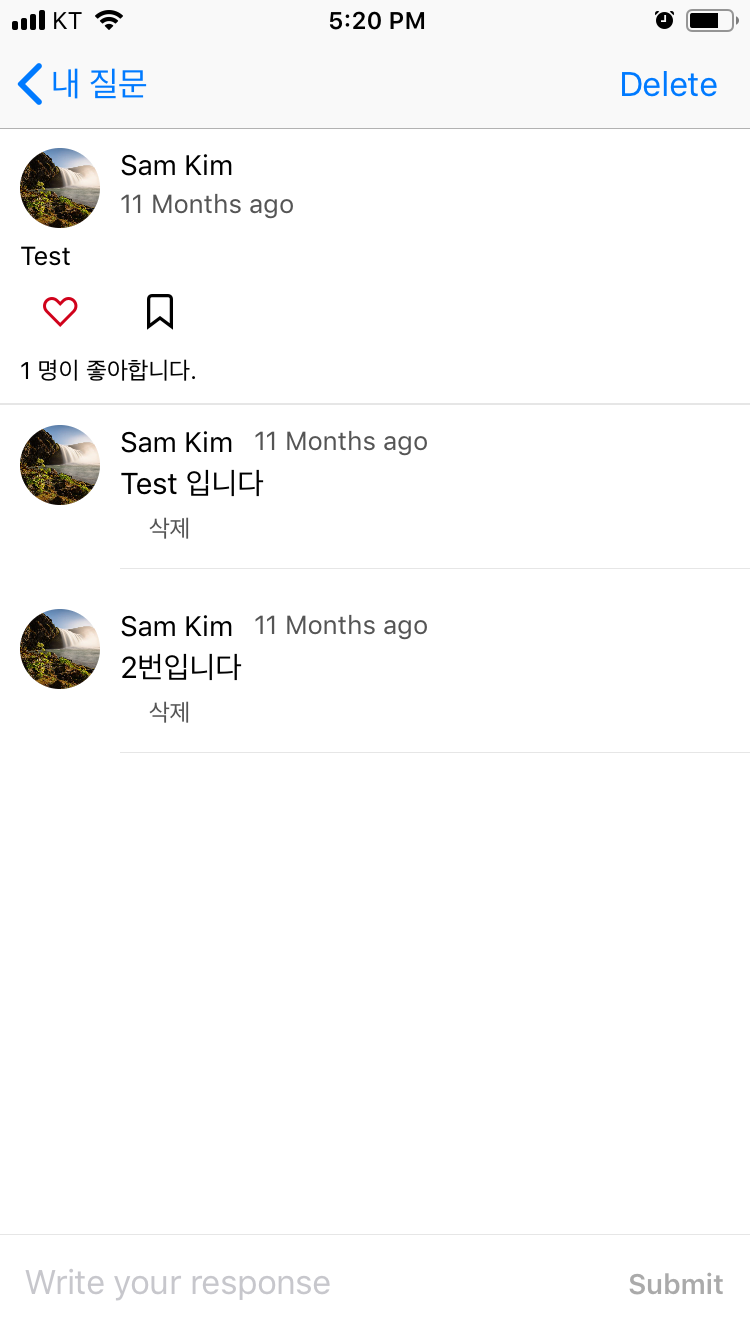 KT 5:20 PM
내 질문 Delete
Sam Kim
11 Months ago
Test
1 명이 좋아합니다.
Sam Kim 11 Months ago
Test 입니다
삭제
Sam Kim 11 Months ago
2번입니다
삭제
Write your response Submit